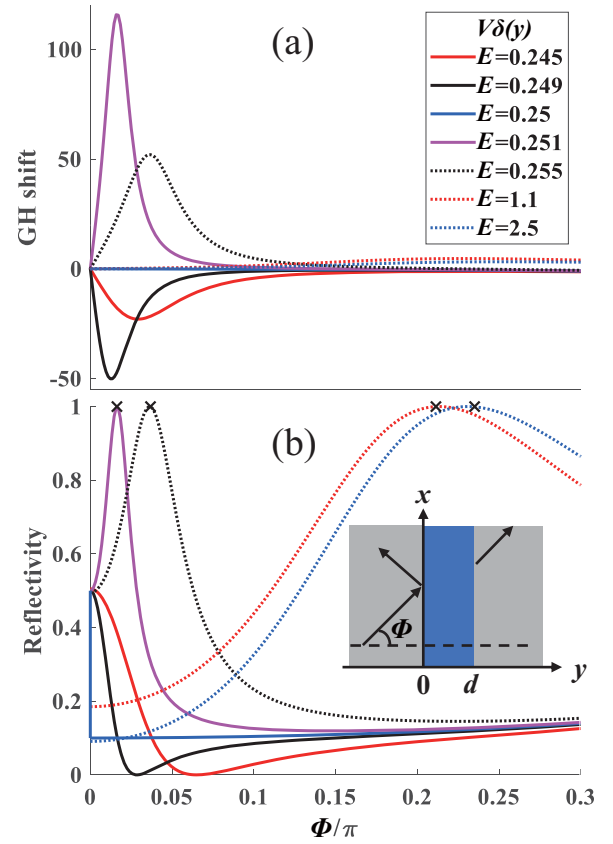 (a)
Vδ(y)
E=0.245
E=0.249
E=0.25
E=0.251
E=0.255
E=1.1
E=2.5
GH shift
100
50
0
-50
(b)
Reflectivity
1
0.8
0.6
0.4
0.2
0
x
Φ
0
d
y
0
0.05
0.1
0.15
0.2
0.25
0.3
Φ/π